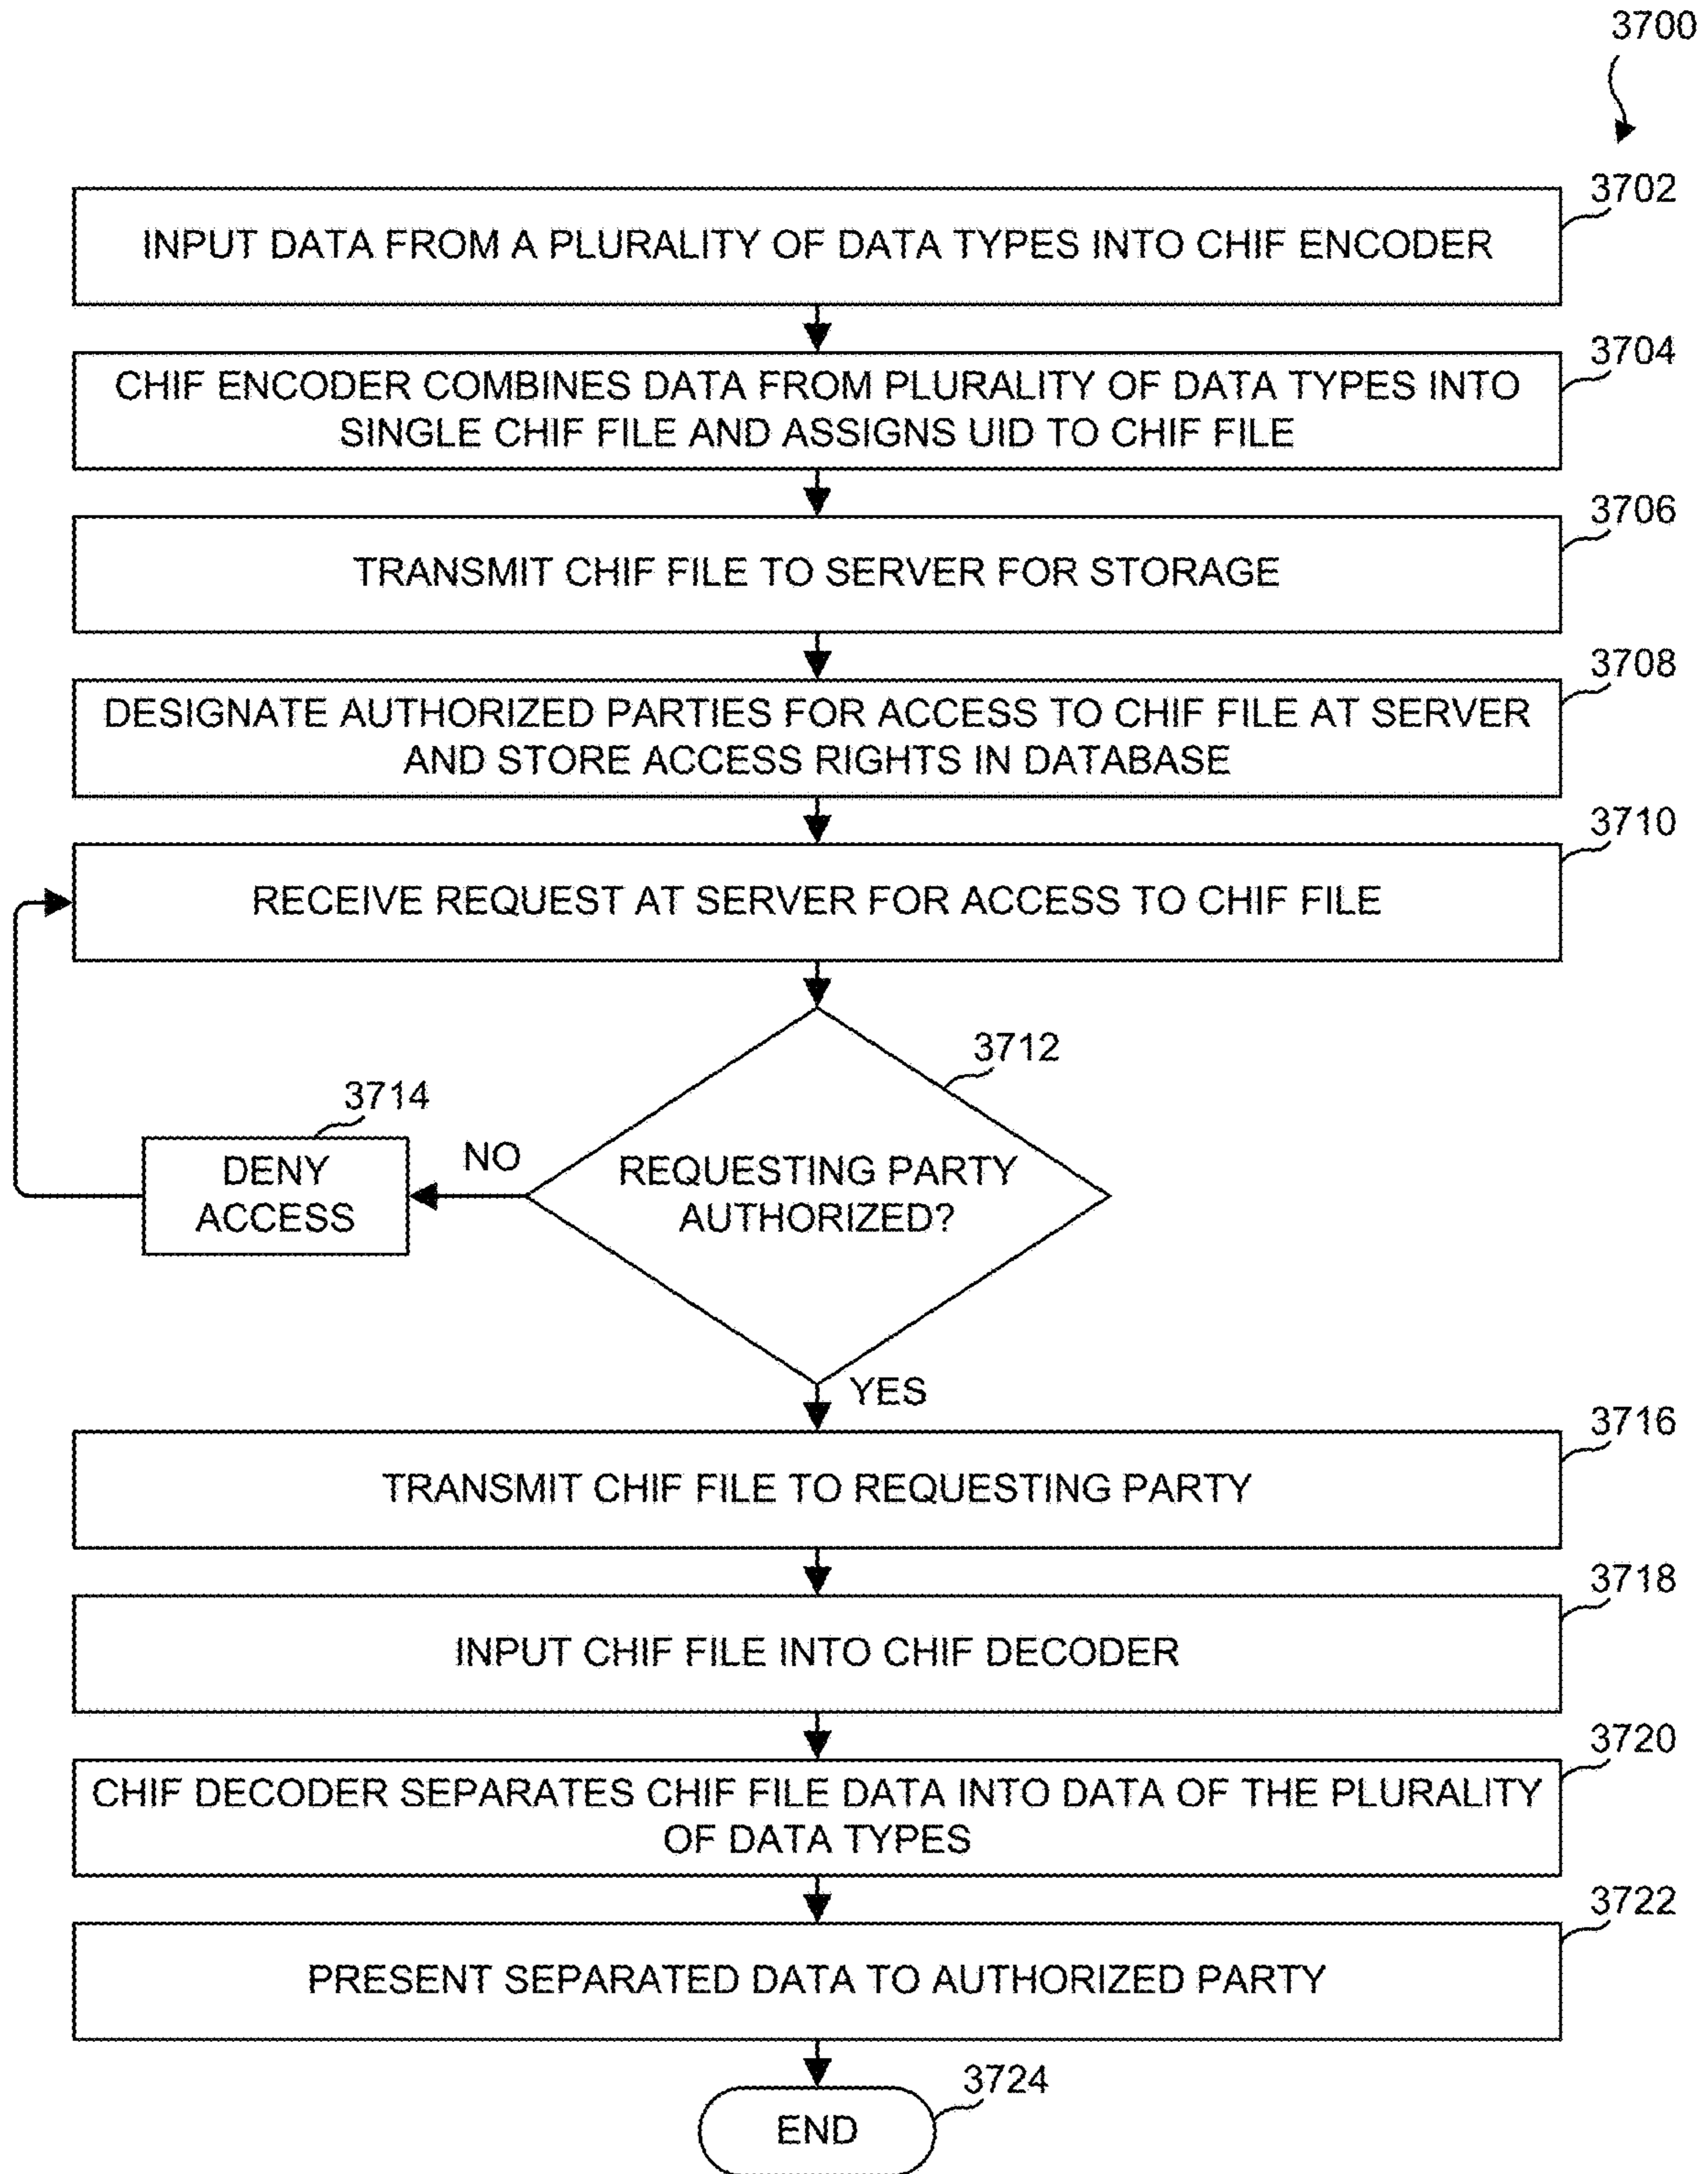 3700
3702
INPUT DATA FROM A PLURALITY OF DATA TYPES INTO CHIF ENCODER
3704
CHIF ENCODER COMBINES DATA FROM PLURALITY OF DATA TYPES INTO
SINGLE CHIF FILE AND ASSIGNS UID TO CHIF FILE
3706
TRANSMIT CHIF FILE TO SERVER FOR STORAGE
3708
DESIGNATE AUTHORIZED PARTIES FOR ACCESS TO CHIF FILE AT SERVER
AND STORE ACCESS RIGHTS IN DATABASE
3710
RECEIVE REQUEST AT SERVER FOR ACCESS TO CHIF FILE
3712
REQUESTING PARTY
AUTHORIZED?
3714
NO
DENY
ACCESS
YES
3716
TRANSMIT CHIF FILE TO REQUESTING PARTY
3718
INPUT CHIF FILE INTO CHIF DECODER
3720
CHIF DECODER SEPARATES CHIF FILE DATA INTO DATA OF THE PLURALITY
OF DATA TYPES
3722
PRESENT SEPARATED DATA TO AUTHORIZED PARTY
3724
END